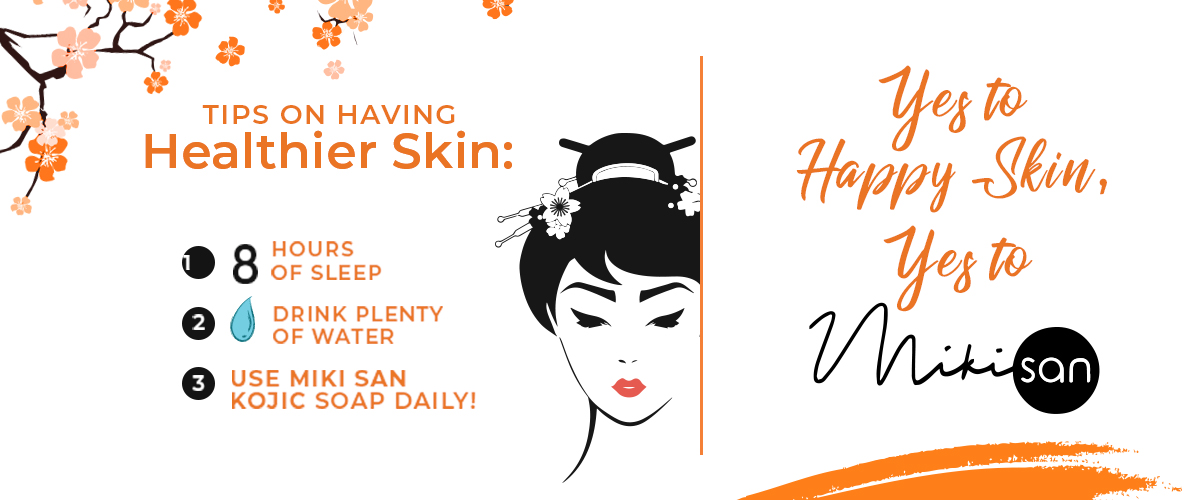 TIPS ON HAVING
Healthier Skin:
1 8 HOURS
OF SLEEP
2 DRINK PLENTY
OF WATER
3 USE MIKI SAN
KOJIC SOAP DAILY!
Yes to
Happy Skin,
Yes to
Miki san